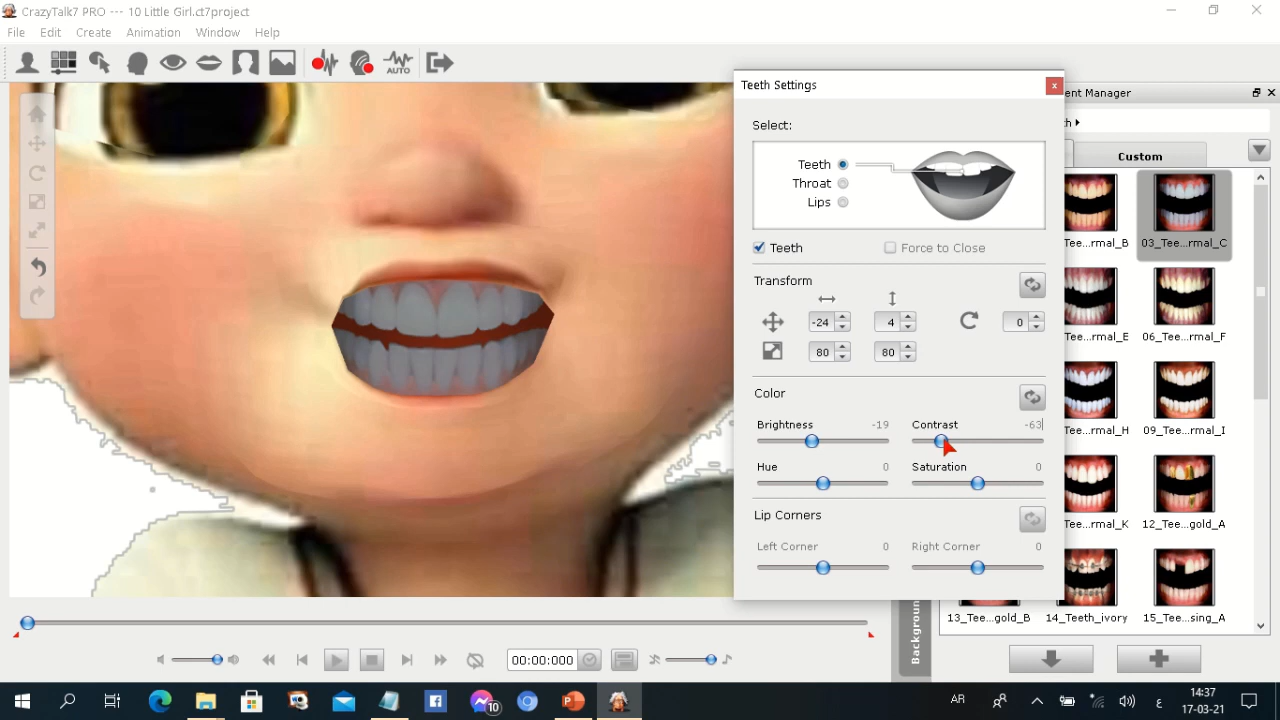 CrazyTalk7 PRO --- 10 Little Girl.ct7project
File Edit Create Animation Window Help
AUTO
Teeth Settings
ent Manager
Select:
Teeth
Throat
Lips
Custom
Teeth
Force to Close
Transform
-24 4 0
80 80
Color
Brightness -19 Contrast -63
Hue 0 Saturation 0
Lip Corners
Left Corner 0 Right Corner 0
Tee...rmal_B 03_Tee...rmal_C
Tee...rmal_E 06_Tee...rmal_F
Tee...rmal_H 09_Tee...rmal_I
Tee...rmal_K 12_Tee...gold_A
13_Tee...gold_B 14_Teeth_ivory 15_Tee...sing_A
Backgroun
00:00:000
10
AR
ع
14:37
17-03-21